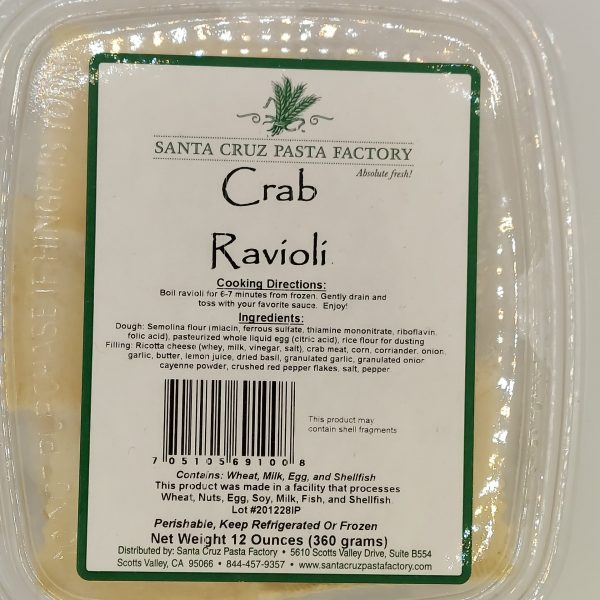 SANTA CRUZ PASTA FACTORY
Absolute fresh!
Crab
Ravioli
Cooking Directions:
Boil ravioli for 6-7 minutes from frozen. Gently drain and
toss with your favorite sauce. Enjoy!
Ingredients:
Dough: Semolina flour (miacin, ferrous sulfate, thiamine mononitrate, riboflavin,
folic acid), pasteurized whole liquid egg (citric acid), rice flour for dusting
Filling: Ricotta cheese (whey, milk, vinegar, salt), crab meat, corn, corriander, onion,
garlic, butter, lemon juice, dried basil, granulated garlic, granulated onion
cayenne powder, crushed red pepper flakes, salt, pepper
This product may
contain shell fragments
7 05105 69100 8
Contains: Wheat, Milk, Egg, and Shellfish
This product was made in a facility that processes
Wheat, Nuts, Egg, Soy, Milk, Fish, and Shellfish.
Lot #201228IP
Perishable, Keep Refrigerated Or Frozen
Net Weight 12 Ounces (360 grams)
Distributed by: Santa Cruz Pasta Factory • 5610 Scotts Valley Drive, Suite B554
Scotts Valley, CA 95066 • 844-457-9357 • www.santacruzpastafactory.com